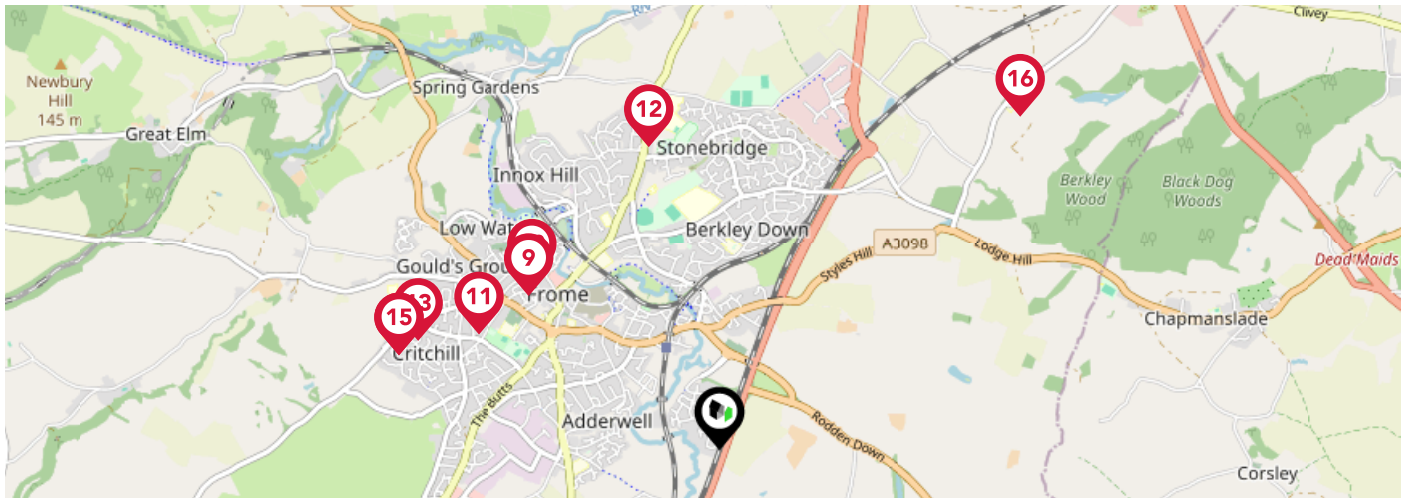 Clivey
RN
Newbury
Hill
145 m
Spring Gardens
16
12
Great Elm
Stonebridge
Innox Hill
Berkley
Wood
Black Dog
Woods
Low Wat
Berkley Down
A3098
Styles Hill
Lodge Hill
Dead Maids
Gould's Grou
9
11
Frome
13
15
Chapmanslade
Critchill
The Butts
Adderwell
Rodden Down
Corsley